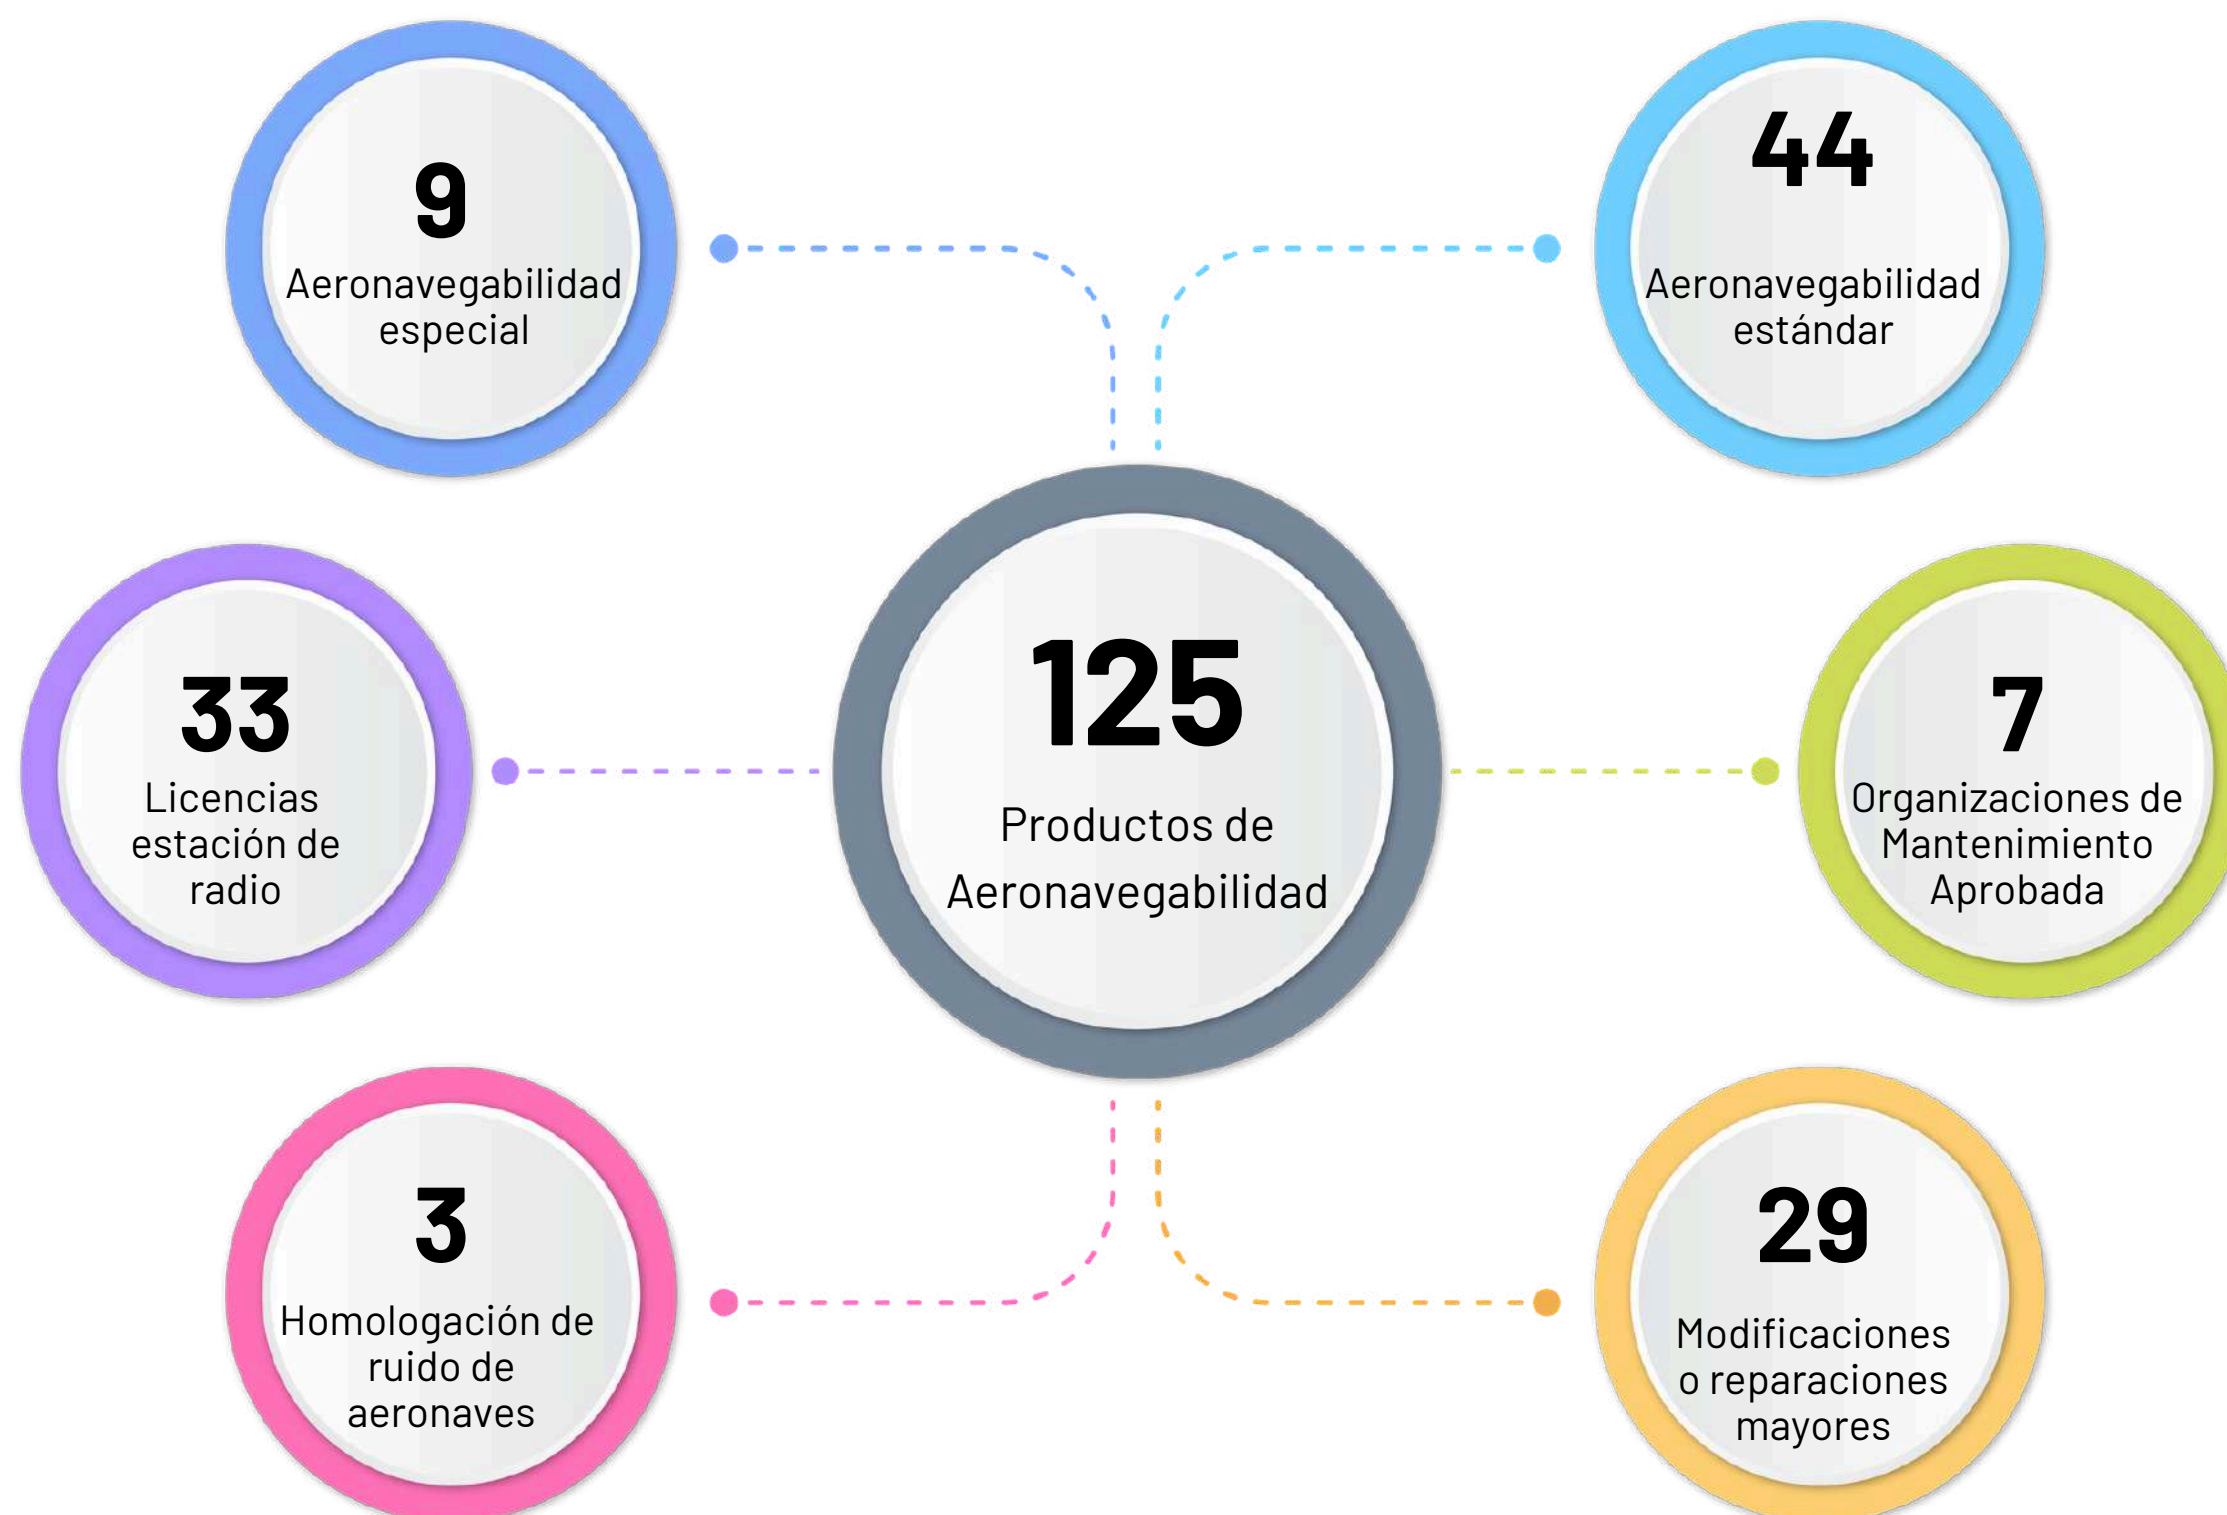 9
Aeronavegabilidad
especial
44
Aeronavegabilidad
estándar
33
Licencias
estación de
radio
125
Productos de
Aeronavegabilidad
7
Organizaciones de
Mantenimiento
Aprobada
3
Homologación de
ruido de
aeronaves
29
Modificaciones
o reparaciones
mayores